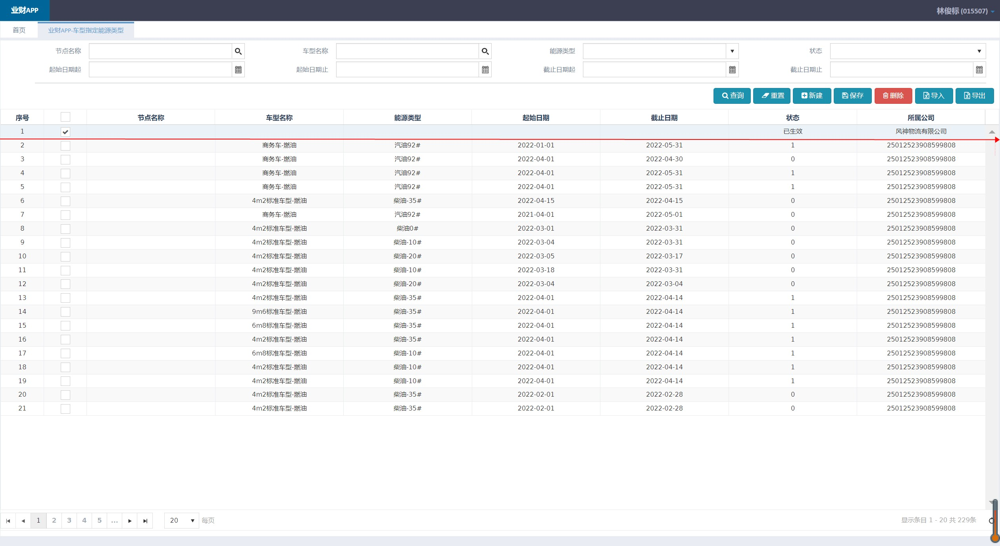 业财APP
林俊标 (015507)
首页 业财APP-车型指定能源类型
节点名称 车型名称 能源类型 状态
起始日期起 起始日期止 截止日期起 截止日期止
查询 重置 新建 保存 删除 导入 导出
序号 节点名称 车型名称 能源类型 起始日期 截止日期 状态 所属公司
1 已生效 风神物流有限公司
2 商务车-燃油 汽油92# 2022-01-01 2022-05-31 1 25012523908599808
3 商务车-燃油 汽油92# 2022-04-01 2022-04-30 0 25012523908599808
4 商务车-燃油 汽油92# 2022-04-01 2022-05-31 1 25012523908599808
5 商务车-燃油 汽油92# 2022-04-01 2022-05-31 1 25012523908599808
6 4m2标准车型-燃油 柴油-35# 2022-04-15 2022-04-15 0 25012523908599808
7 商务车-燃油 汽油92# 2021-04-01 2022-05-01 0 25012523908599808
8 4m2标准车型-燃油 柴油0# 2022-03-01 2022-03-31 0 25012523908599808
9 4m2标准车型-燃油 柴油-10# 2022-03-04 2022-03-31 0 25012523908599808
10 4m2标准车型-燃油 柴油-20# 2022-03-05 2022-03-17 0 25012523908599808
11 4m2标准车型-燃油 柴油-10# 2022-03-18 2022-03-31 0 25012523908599808
12 4m2标准车型-燃油 柴油-20# 2022-03-04 2022-03-04 0 25012523908599808
13 4m2标准车型-燃油 柴油-35# 2022-04-01 2022-04-14 1 25012523908599808
14 9m6标准车型-燃油 柴油-35# 2022-04-01 2022-04-14 1 25012523908599808
15 6m8标准车型-燃油 柴油-35# 2022-04-01 2022-04-14 1 25012523908599808
16 4m2标准车型-燃油 柴油-35# 2022-04-01 2022-04-14 1 25012523908599808
17 6m8标准车型-燃油 柴油-10# 2022-04-01 2022-04-14 1 25012523908599808
18 4m2标准车型-燃油 柴油-10# 2022-04-01 2022-04-14 1 25012523908599808
19 4m2标准车型-燃油 柴油-10# 2022-04-01 2022-04-14 1 25012523908599808
20 4m2标准车型-燃油 柴油-35# 2022-02-01 2022-02-28 0 25012523908599808
21 4m2标准车型-燃油 柴油-35# 2022-02-01 2022-02-28 0 25012523908599808
1 2 3 4 5 ... 20 每页 显示条目 1 - 20 共 229条